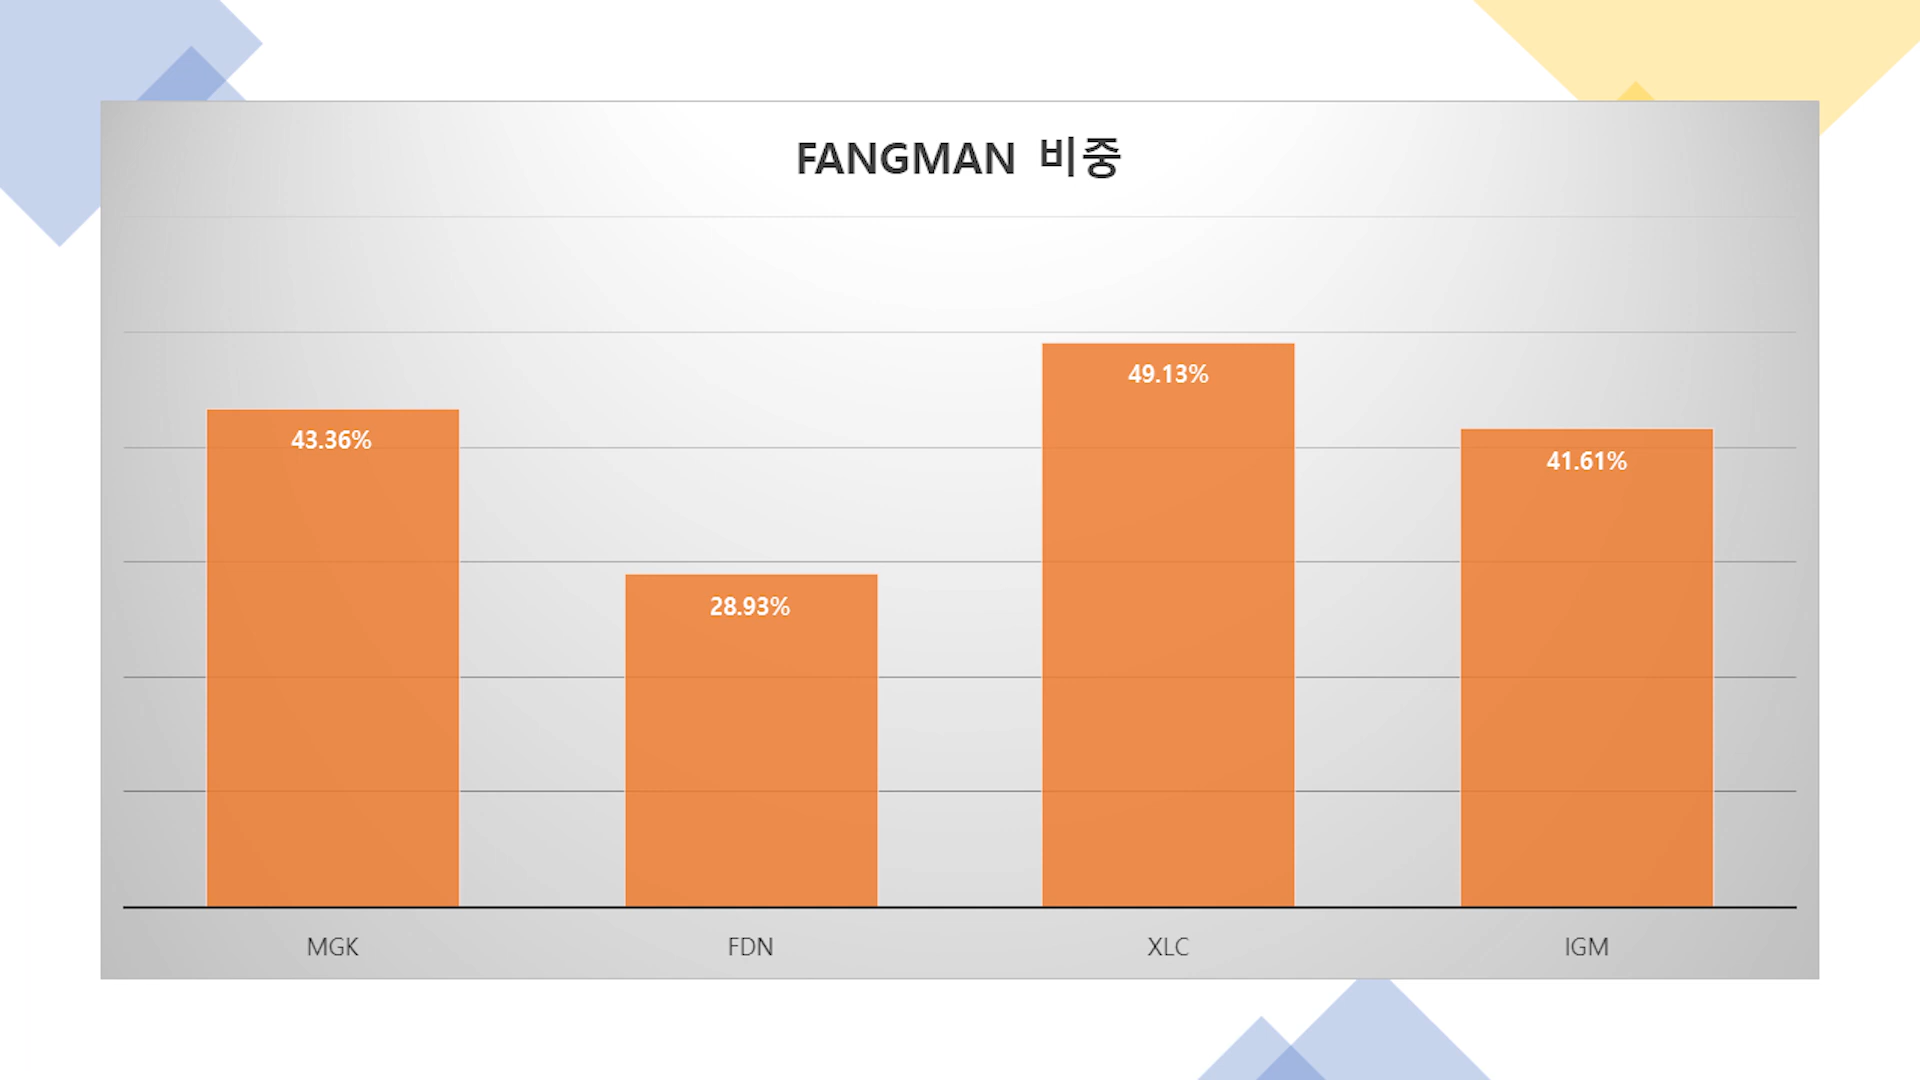 FANGMAN 비중
49.13%
43.36%
41.61%
28.93%
MGK
FDN
XLC
IGM